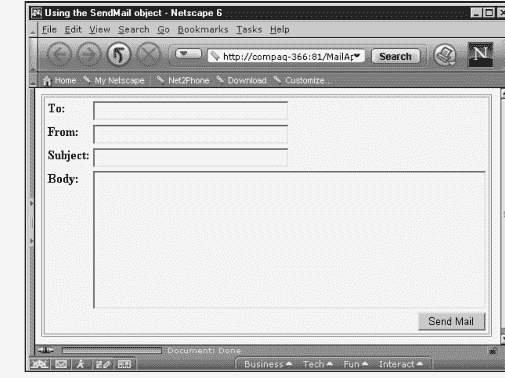 Using the SendMail object - Netscape 6
File Edit View Search Go Bookmarks Tasks Help
http://compaq-366:81/MailAp Search N
Home My Netscape Net2Phone Download Customize...
To:
From:
Subject:
Body:
Send Mail
Document: Done
Business Tech Fun Interact